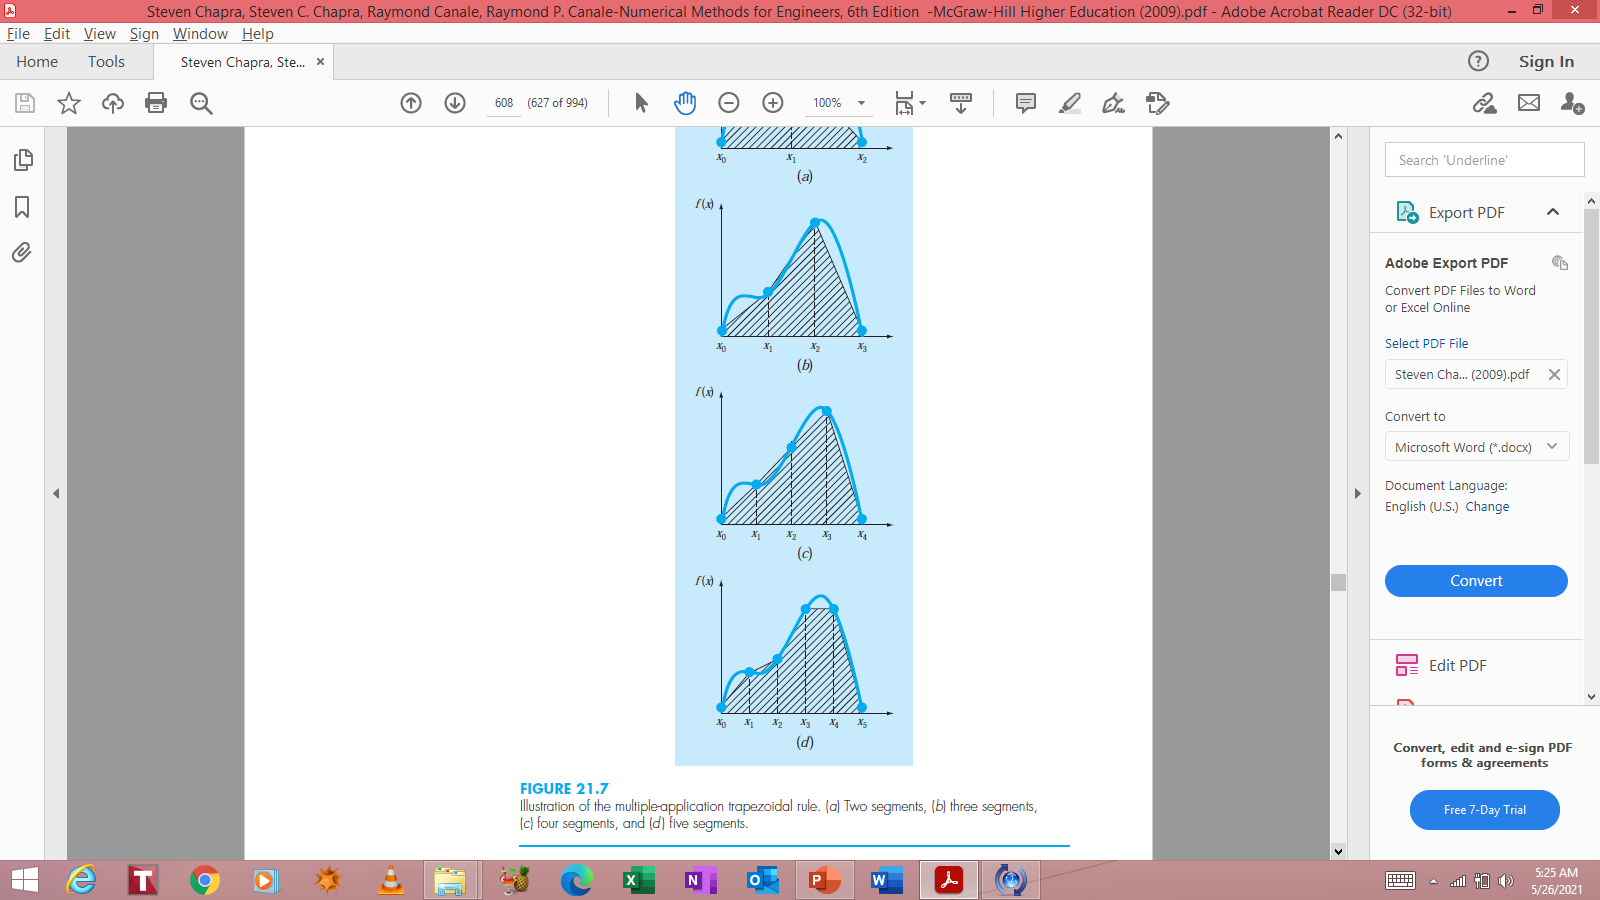 Steven Chapra, Steven C. Chapra, Raymond Canale, Raymond P. Canale-Numerical Methods for Engineers, 6th Edition -McGraw-Hill Higher Education (2009).pdf - Adobe Acrobat Reader DC (32-bit)
File Edit View Sign Window Help
Home Tools Steven Chapra, Ste... × Sign In
608 (627 of 994) 100%
x0 x1 x2
(a)
f(x)
x0 x1 x2 x3
(b)
f(x)
x0 x1 x2 x3 x4
(c)
f(x)
x0 x1 x2 x3 x4 x5
(d)
FIGURE 21.7
Illustration of the multiple-application trapezoidal rule. (a) Two segments, (b) three segments,
(c) four segments, and (d) five segments.
Search 'Underline'
Export PDF
Adobe Export PDF
Convert PDF Files to Word
or Excel Online
Select PDF File
Steven Cha... (2009).pdf
Convert to
Microsoft Word (*.docx)
Document Language:
English (U.S.) Change
Convert
Edit PDF
Convert, edit and e-sign PDF
forms & agreements
Free 7-Day Trial
5:25 AM
5/26/2021